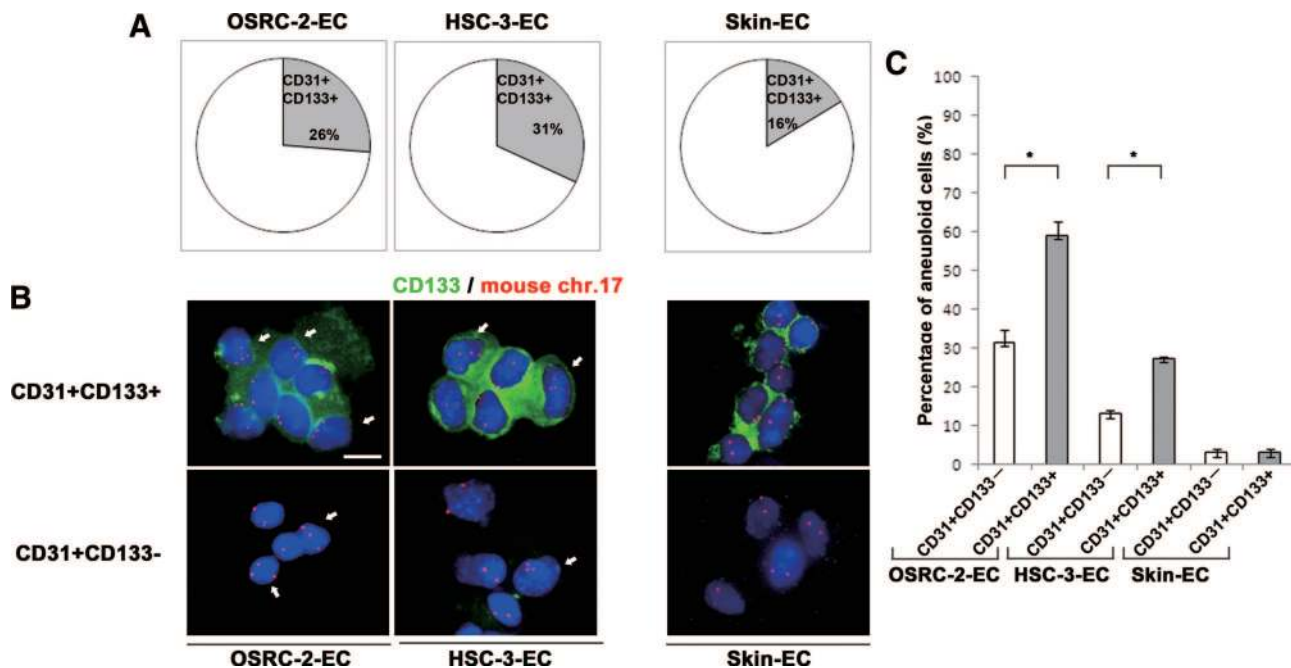 A
OSRC-2-EC
HSC-3-EC
Skin-EC
CD31+
CD133+
26%
CD31+
CD133+
31%
CD31+
CD133+
16%
B
CD133 / mouse chr.17
CD31+CD133+
CD31+CD133-
OSRC-2-EC
HSC-3-EC
Skin-EC
C
Percentage of aneuploid cells (%)
100
90
80
70
60
50
40
30
20
10
0
*
*
CD31+CD133−
CD31+CD133+
CD31+CD133−
CD31+CD133+
CD31+CD133−
CD31+CD133+
OSRC-2-EC
HSC-3-EC
Skin-EC